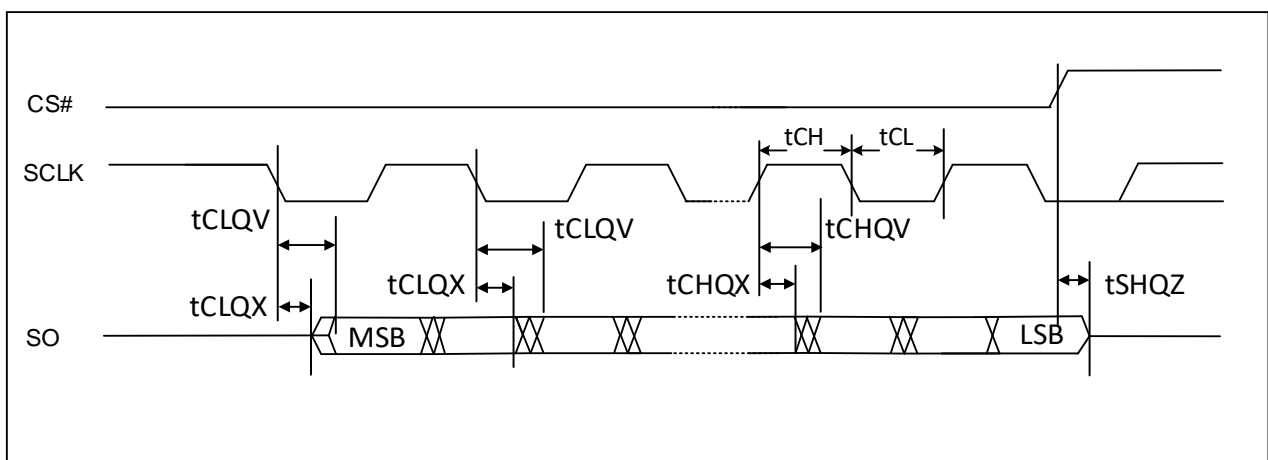 CS#
tCH
tCL
SCLK
tCLQV
tCLQV
tCHQV
tCLQX
tCLQX
tCHQX
tSHQZ
SO
MSB
LSB